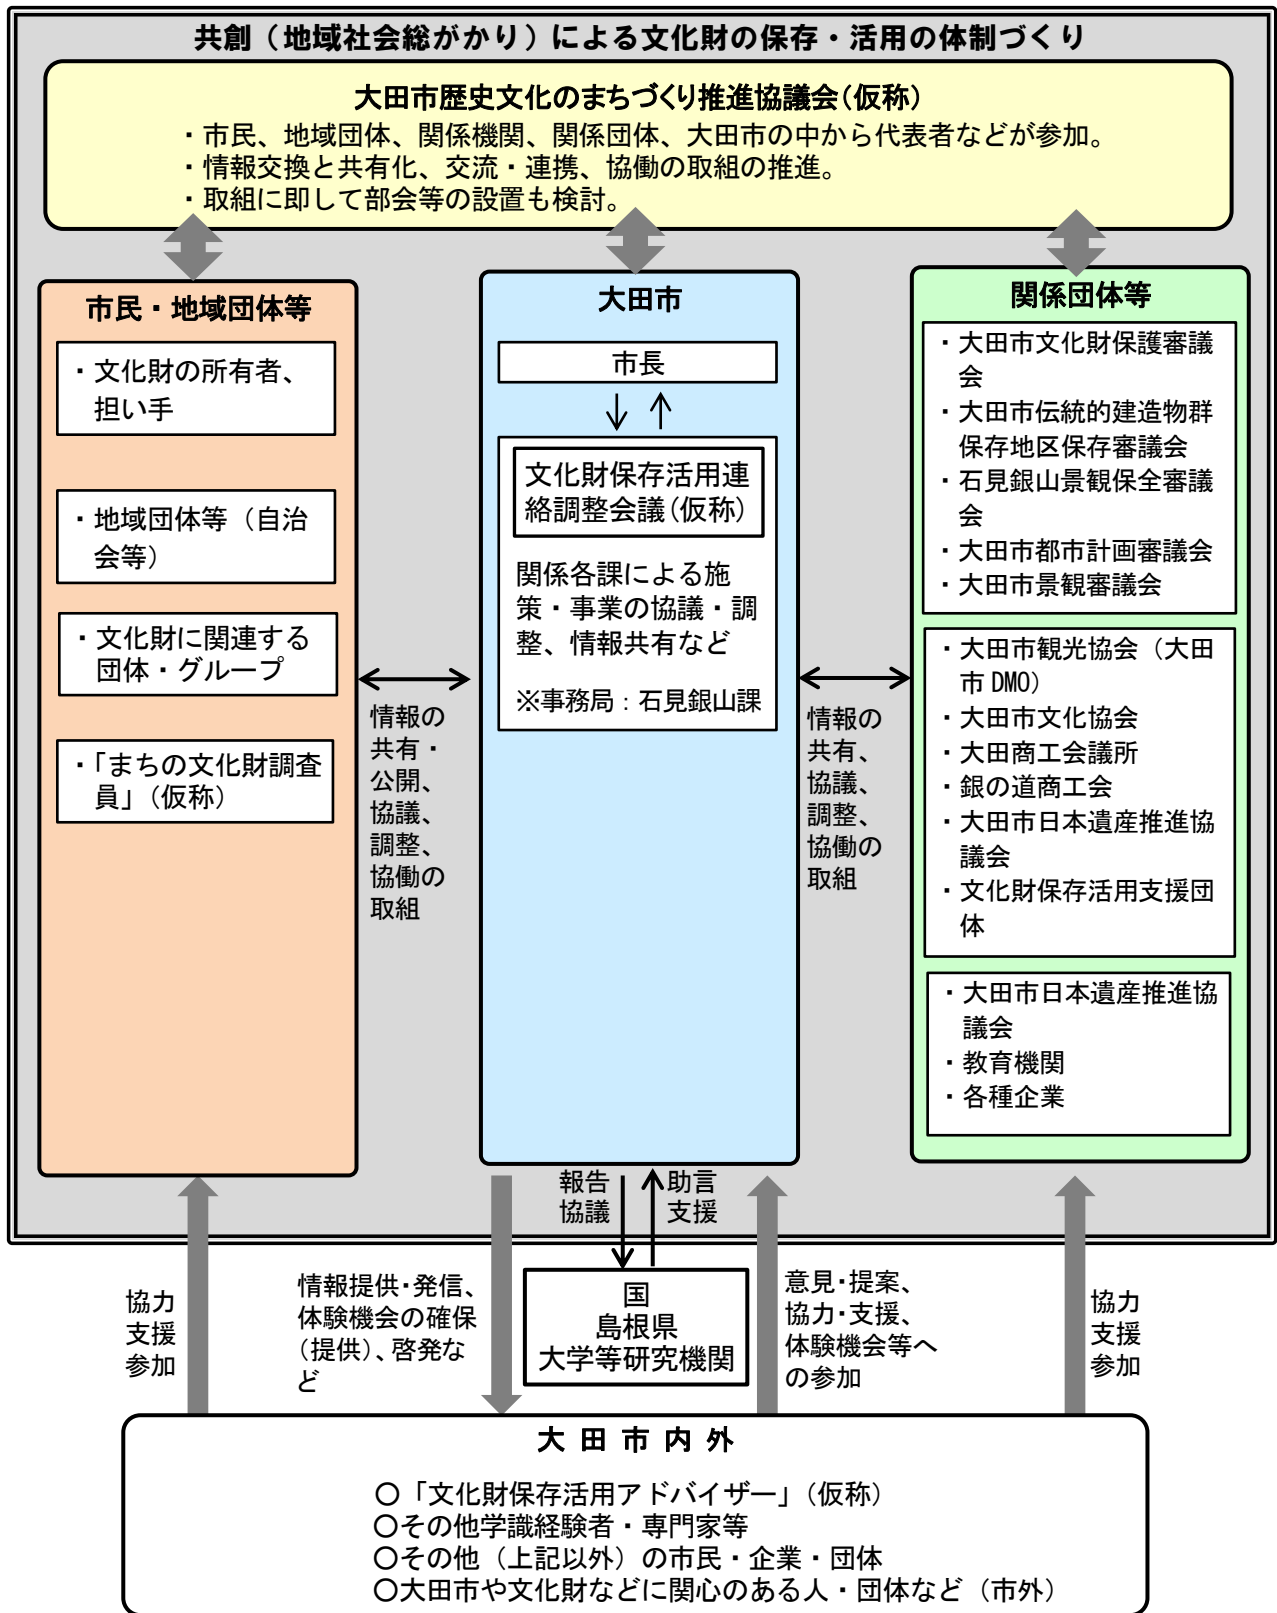 共創（地域社会総がかり）による文化財の保存・活用の体制づくり
大田市歴史文化のまちづくり推進協議会（仮称）
・市民、地域団体、関係機関、関係団体、大田市の中から代表者などが参加。
・情報交換と共有化、交流・連携、協働の取組の推進。
・取組に即して部会等の設置も検討。
市民・地域団体等
・文化財の所有者、
担い手
・地域団体等（自治
会等）
・文化財に関連する
団体・グループ
・「まちの文化財調査
員」（仮称）
情報の
共有・
公開、
協議、
調整、
協働の
取組
大田市
市長
文化財保存活用連
絡調整会議（仮称）
関係各課による施
策・事業の協議・調
整、情報共有など
※事務局：石見銀山課
情報の
共有、
協議、
調整、
協働の
取組
関係団体等
・大田市文化財保護審議
会
・大田市伝統的建造物群
保存地区保存審議会
・石見銀山景観保全審議
会
・大田市都市計画審議会
・大田市景観審議会
・大田市観光協会（大田
市DMO）
・大田市文化協会
・大田商工会議所
・銀の道商工会
・大田市日本遺産推進協
議会
・文化財保存活用支援団
体
・大田市日本遺産推進協
議会
・教育機関
・各種企業
報告
協議
助言
支援
協力
支援
参加
情報提供・発信、
体験機会の確保
（提供）、啓発な
ど
国
島根県
大学等研究機関
意見・提案、
協力・支援、
体験機会等へ
の参加
協力
支援
参加
大田市内外
○「文化財保存活用アドバイザー」（仮称）
○その他学識経験者・専門家等
○その他（上記以外）の市民・企業・団体
○大田市や文化財などに関心のある人・団体など（市外）